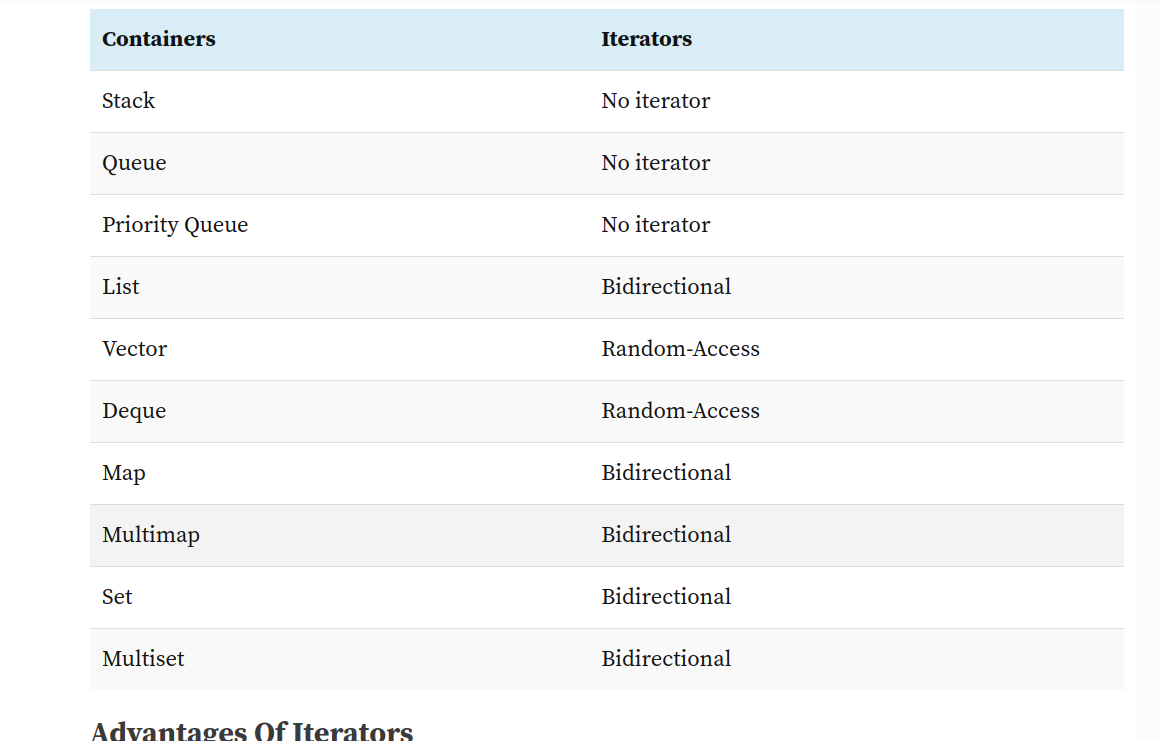 Containers Iterators
Stack No iterator
Queue No iterator
Priority Queue No iterator
List Bidirectional
Vector Random-Access
Deque Random-Access
Map Bidirectional
Multimap Bidirectional
Set Bidirectional
Multiset Bidirectional
Advantages Of Iterators